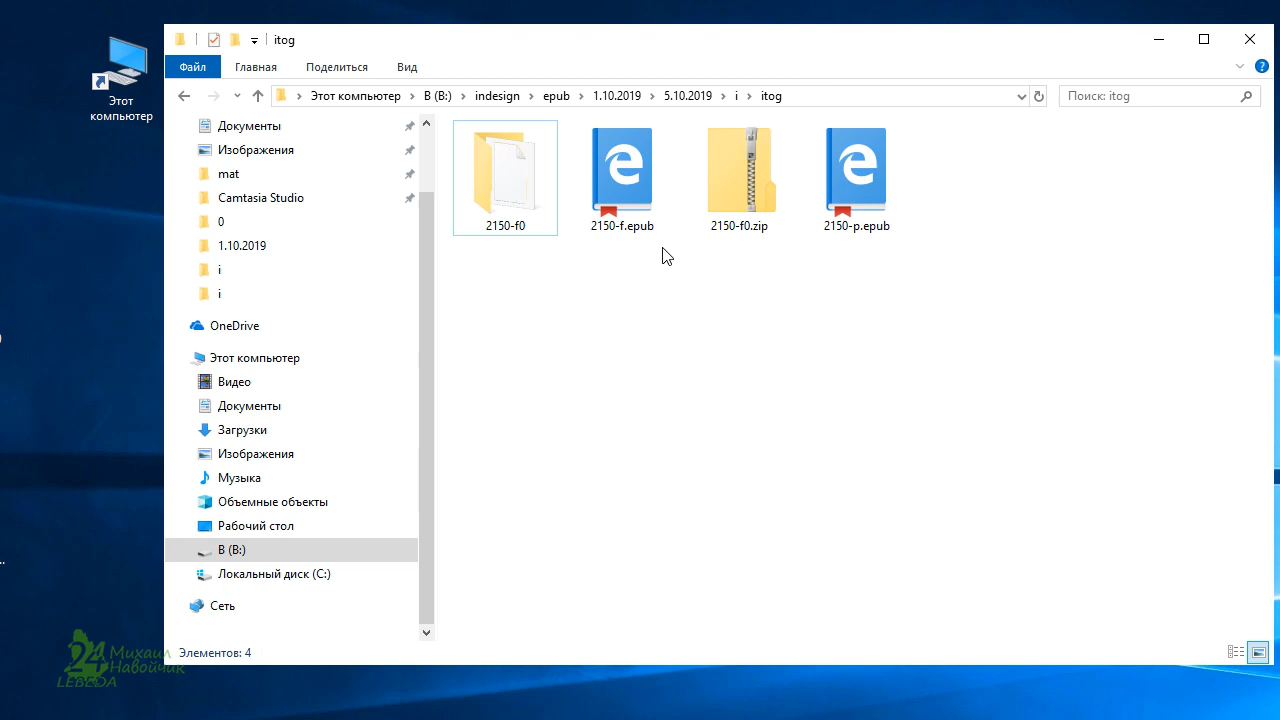 Этот
компьютер
itog
Файл
Главная
Поделиться
Вид
Этот компьютер
В (B:)
indesign
epub
1.10.2019
5.10.2019
i
itog
Поиск: itog
Документы
Изображения
mat
Camtasia Studio
0
1.10.2019
i
i
OneDrive
Этот компьютер
Видео
Документы
Загрузки
Изображения
Музыка
Объемные объекты
Рабочий стол
В (B:)
Локальный диск (C:)
Сеть
2150-f0
2150-f.epub
2150-f0.zip
2150-p.epub
Элементов: 4
24 Михаил
Навойчик
LEBEDA